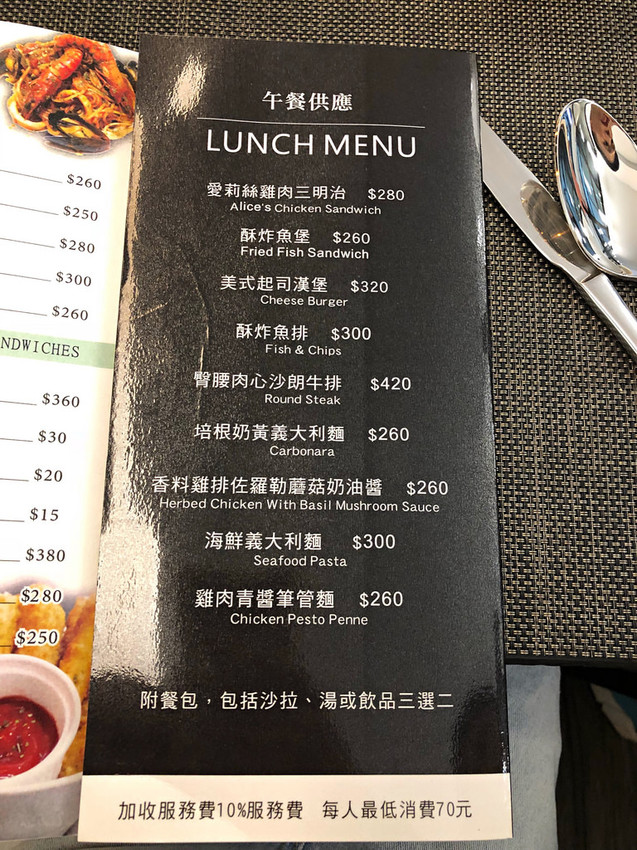 午餐供應
LUNCH MENU
愛莉絲雞肉三明治 $280
Alice's Chicken Sandwich
酥炸魚堡 $260
Fried Fish Sandwich
美式起司漢堡 $320
Cheese Burger
酥炸魚排 $300
Fish & Chips
臀腰肉心沙朗牛排 $420
Round Steak
培根奶黃義大利麵 $260
Carbonara
香料雞排佐羅勒蘑菇奶油醬 $260
Herbed Chicken With Basil Mushroom Sauce
海鮮義大利麵 $300
Seafood Pasta
雞肉青醬筆管麵 $260
Chicken Pesto Penne
附餐包，包括沙拉、湯或飲品三選二
加收服務費10%服務費 每人最低消費70元
$260
$250
$280
$300
$260
NDWICHES
$360
$30
$20
$15
$380
$280
$250